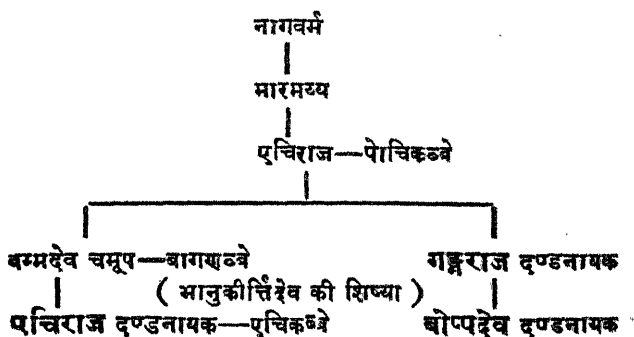 नागवर्म
मारमय्य
एचिराज—पोचिकब्बे
बम्मदेव चमूप—बागणब्बे गङ्गराज दण्डनायक
( भानुकीर्त्तिदेव की शिष्या )
एचिराज दण्डनायक—एचिकब्बे बोप्पदेव दण्डनायक